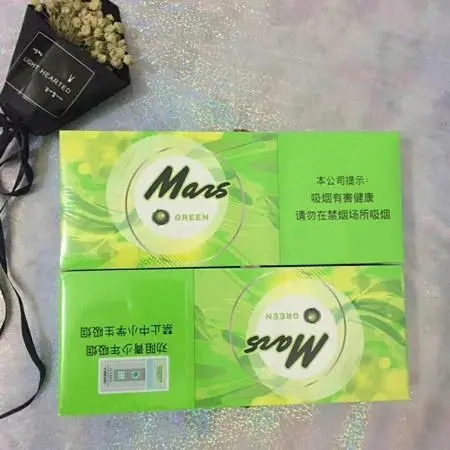 LIGHT HEARTED
Mars
GREEN
本公司提示:
吸烟有害健康
请勿在禁烟场所吸烟
劝阻青少年吸烟
禁止中小学生吸烟
Mars
GREEN